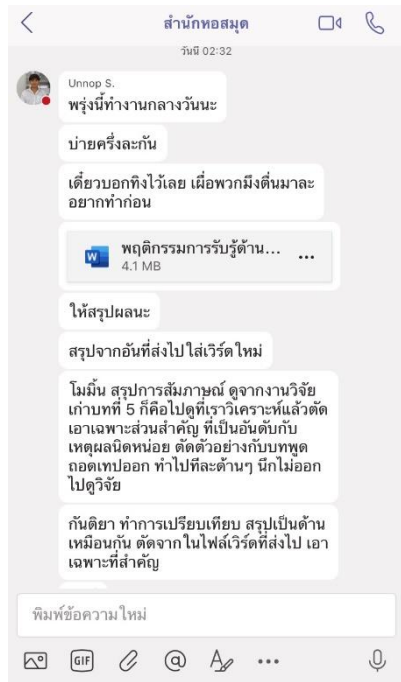 สำนักหอสมุด
วันนี้ 02:32
Unnop S.
พรุ่งนี้ทำงานกลางวันนะ
บ่ายครึ่งละกัน
เดี๋ยวบอกทิงไว้เลย เผื่อพวกมึงตื่นมาละ
อยากทำก่อน
พฤติกรรมการรับรู้ด้าน...
4.1 MB
ให้สรุปผลนะ
สรุปจากอันที่ส่งไป ใส่เวิร์ดใหม่
โมมิ้น สรุปการสัมภาษณ์ ดูจากงานวิจัย
เก่าบทที่ 5 ก็คือไปดูที่เราวิเคราะห์แล้วตัด
เอาเฉพาะส่วนสำคัญ ที่เป็นอันดับกับ
เหตุผลนิดหน่อย ตัดตัวอย่างกับบทพูด
ถอดเทปออก ทำไปทีละด้านๆ นึกไม่ออก
ไปดูวิจัย
กันติยา ทำการเปรียบเทียบ สรุปเป็นด้าน
เหมือนกัน ตัดจากในไฟล์เวิร์ดที่ส่งไป เอา
เฉพาะที่สำคัญ
พิมพ์ข้อความใหม่
GIF